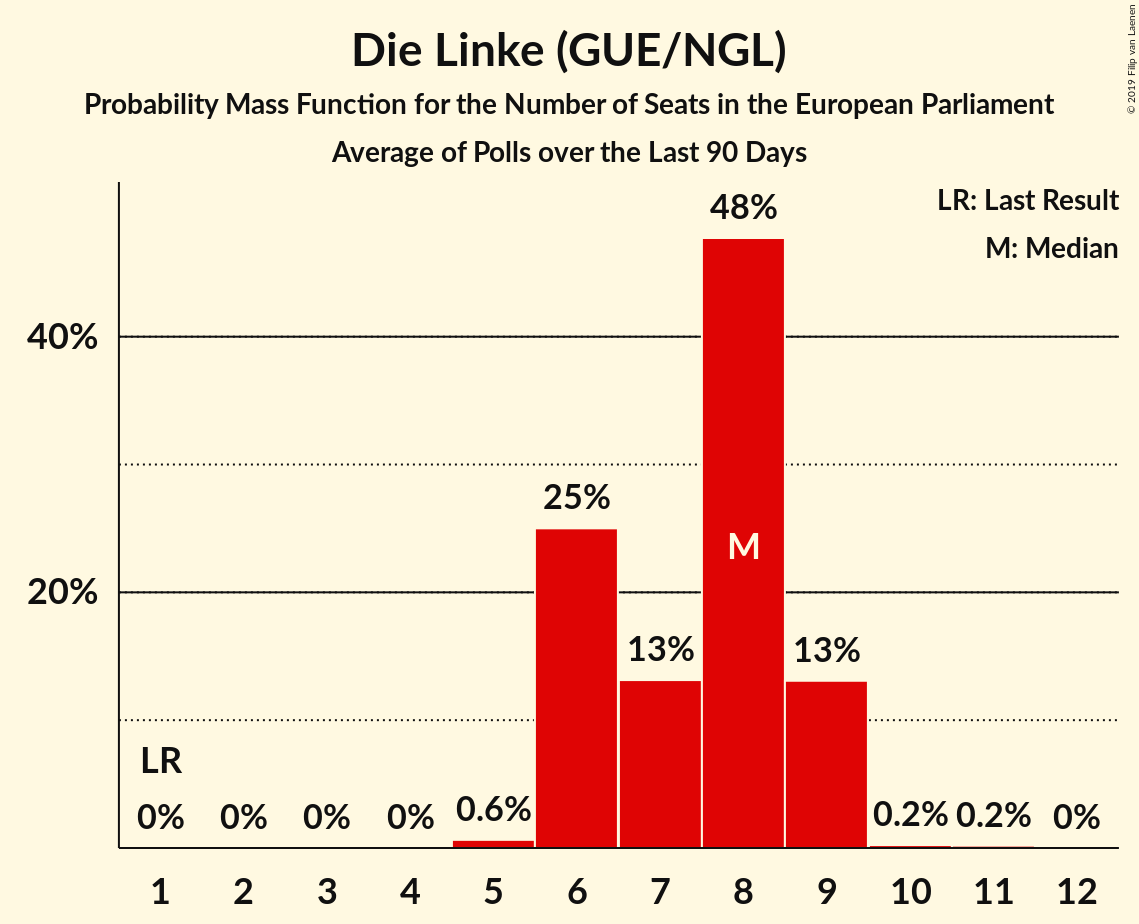 Die Linke (GUE/NGL)
Probability Mass Function for the Number of Seats in the European Parliament
Average of Polls over the Last 90 Days
© 2019 Filip van Laenen
LR: Last Result
M: Median
48%
40%
25%
M
20%
13%
13%
LR
0%
0%
0%
0%
0.6%
0.2%
0.2%
0%
1 2 3 4 5 6 7 8 9 10 11 12